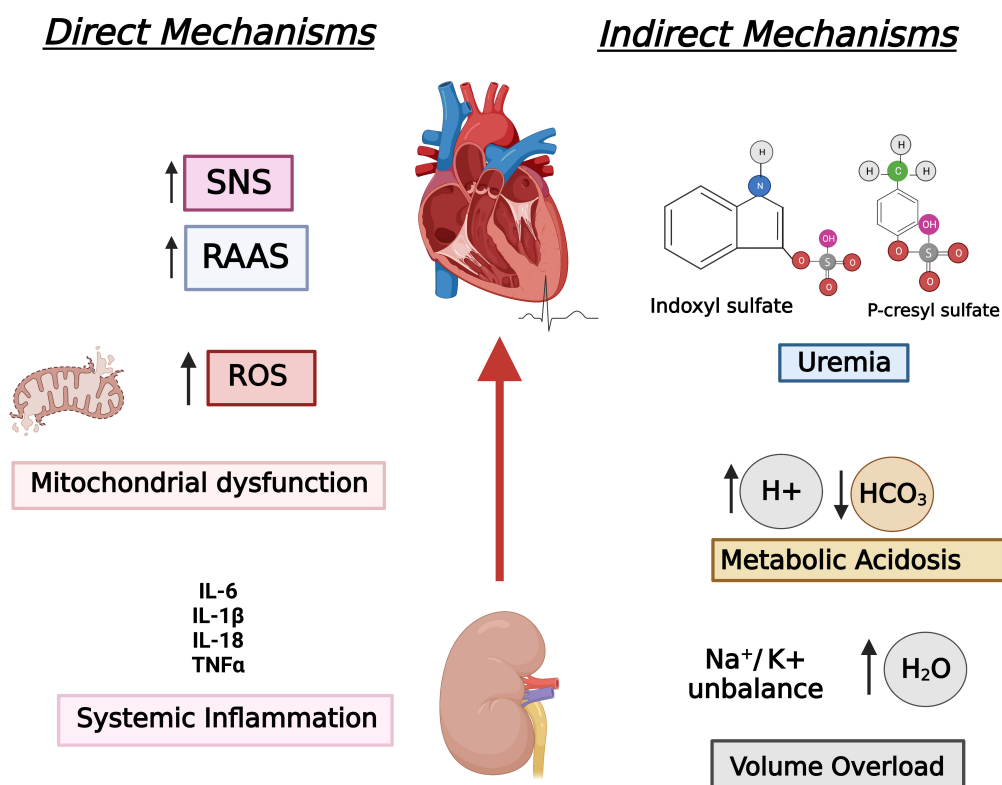 Direct Mechanisms
SNS
RAAS
ROS
Mitochondrial dysfunction
IL-6
IL-1β
IL-18
TNFα
Systemic Inflammation
Indirect Mechanisms
H
N
O
OH
S
O
O
Indoxyl sulfate
H
H
C
H
OH
O
S
O
O
P-cresyl sulfate
Uremia
H+
HCO₃
Metabolic Acidosis
Na⁺/ K+
unbalance
H₂O
Volume Overload